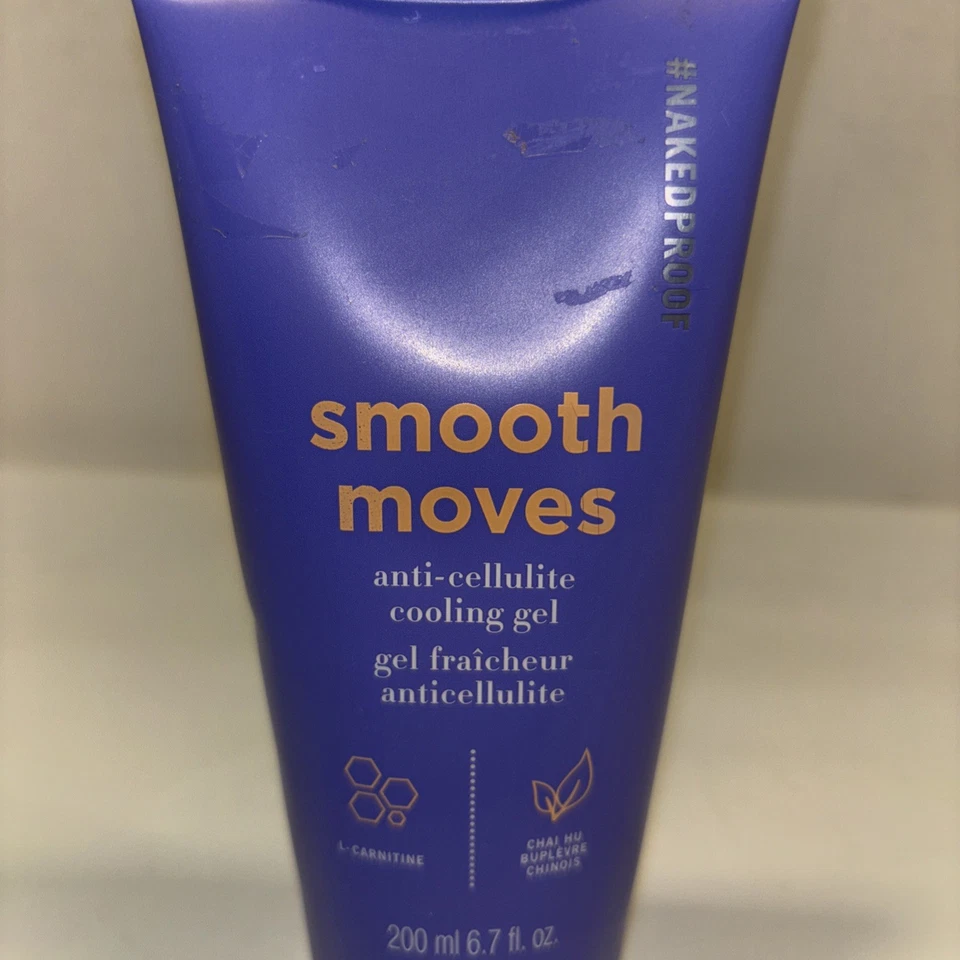 #NAKEDPROOF
smooth
moves
anti-cellulite
cooling gel
gel fraîcheur
anticellulite
L-CARNITINE
CHAI HU
BUPLÈVRE
CHINOIS
200 ml 6.7 fl. oz.